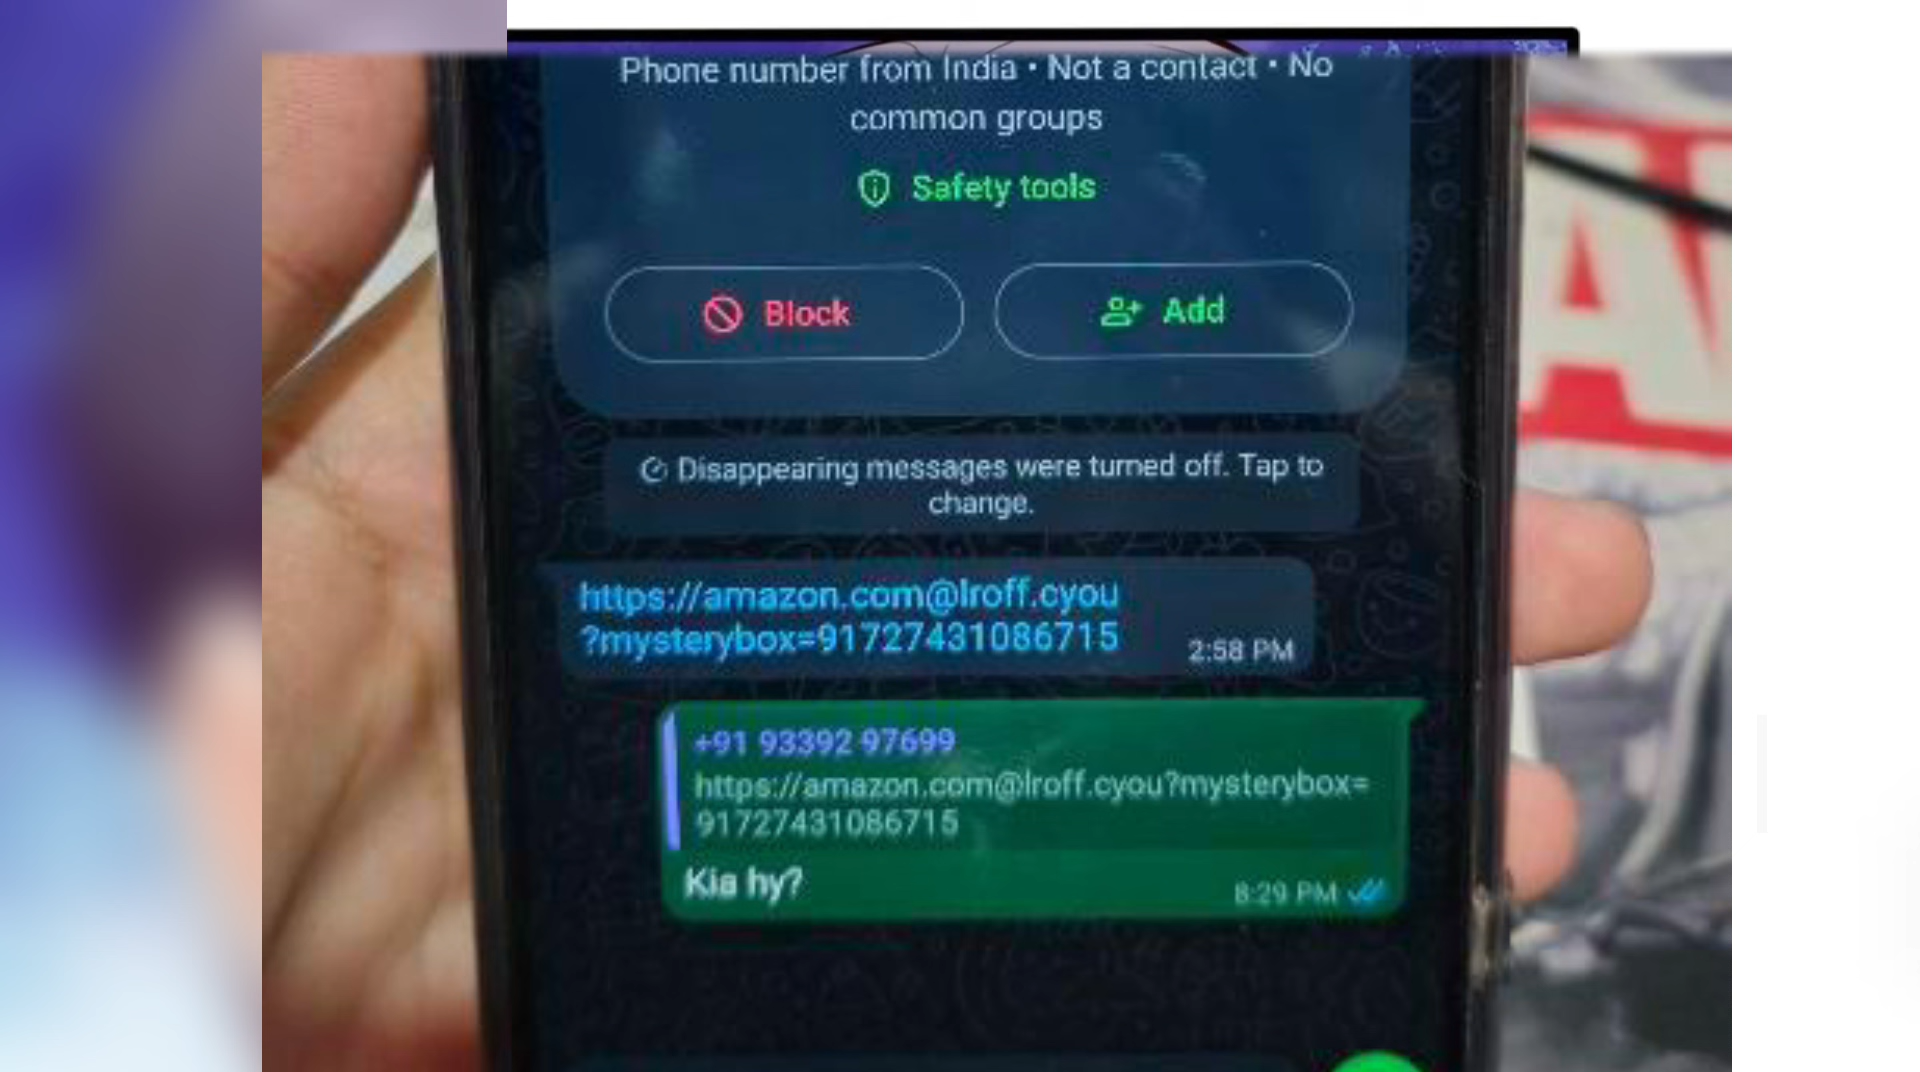 Phone number from India • Not a contact • No
common groups
Safety tools
Block
Add
Disappearing messages were turned off. Tap to
change.
https://amazon.com@lroff.cyou
?mysterybox=91727431086715
2:58 PM
+91 93392 97699
https://amazon.com@lroff.cyou?mysterybox=
91727431086715
Kia hy?
8:29 PM